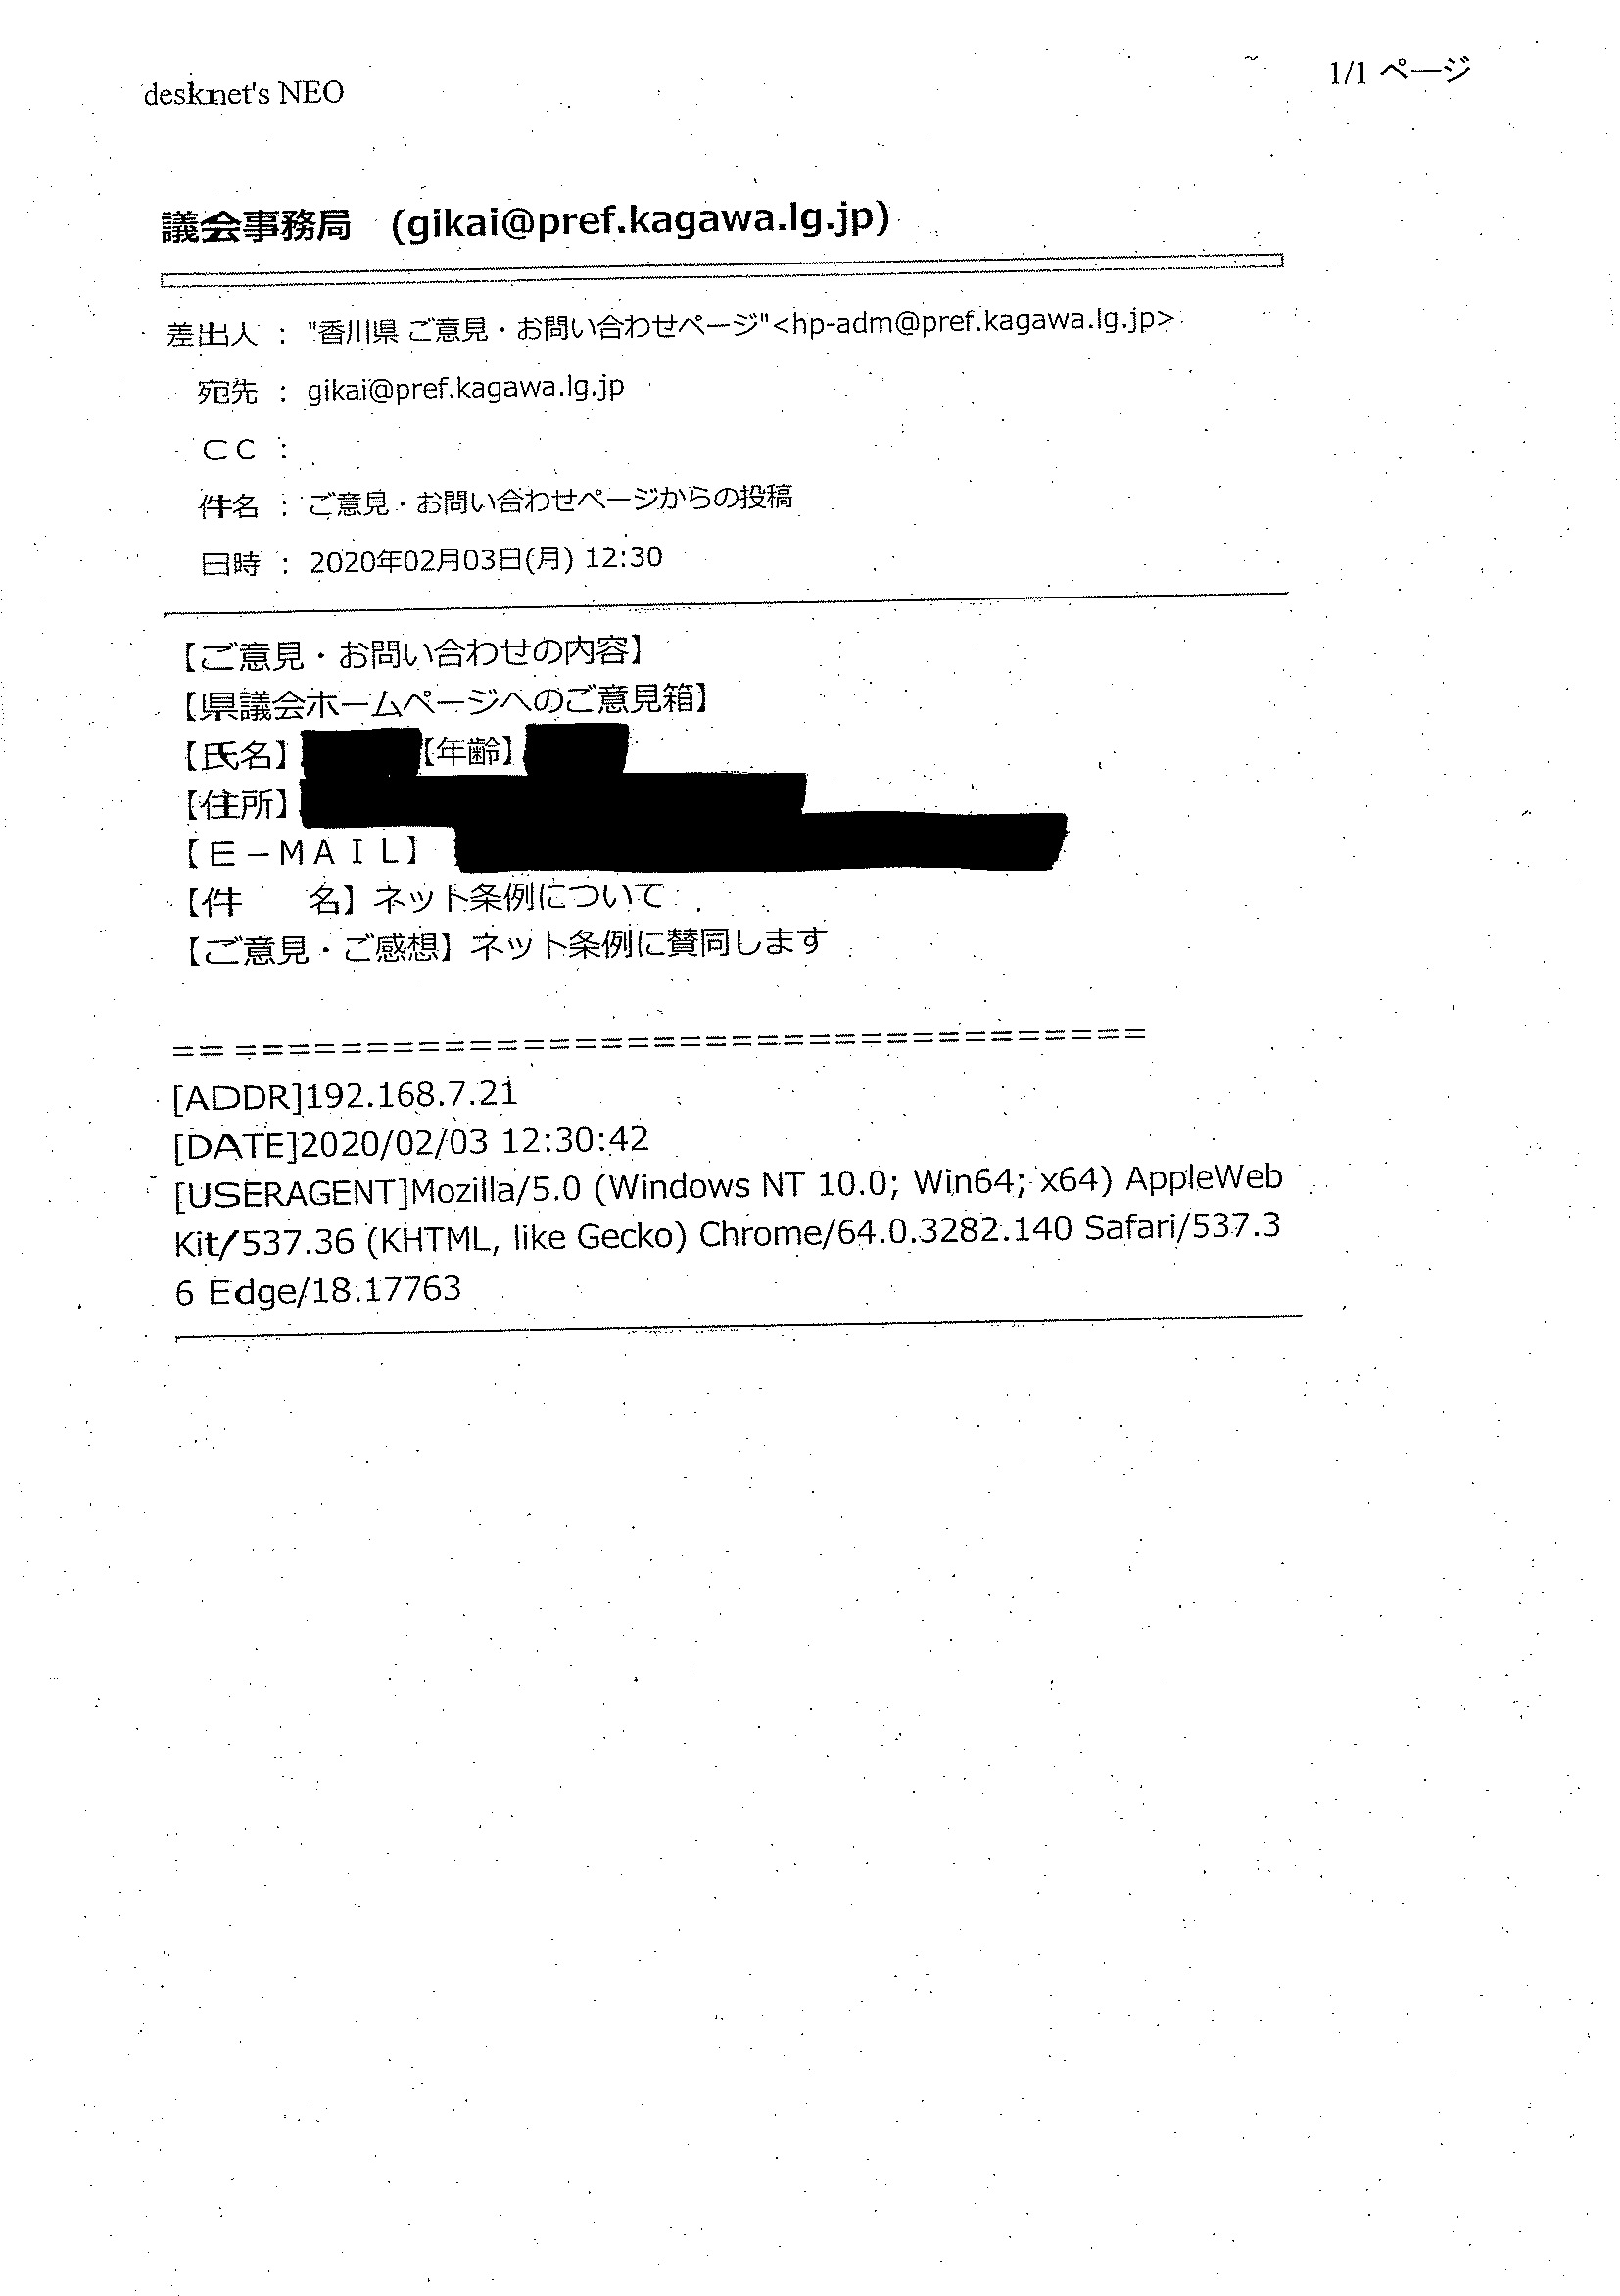 desknet's NEO
1/1 ページ
議会事務局 (gikai@pref.kagawa.lg.jp)
差出人 : "香川県 ご意見・お問い合わせページ"<hp-adm@pref.kagawa.lg.jp>
宛先 : gikai@pref.kagawa.lg.jp
CC :
件名 : ご意見・お問い合わせページからの投稿
日時 : 2020年02月03日(月) 12:30
【ご意見・お問い合わせの内容】
【県議会ホームページへのご意見箱】
【氏名】 【年齢】
【住所】
【E-MAIL】
【件　　名】ネット条例について
【ご意見・ご感想】ネット条例に賛同します
=====================================
[ADDR]192.168.7.21
[DATE]2020/02/03 12:30:42
[USERAGENT]Mozilla/5.0 (Windows NT 10.0; Win64; x64) AppleWeb
Kit/537.36 (KHTML, like Gecko) Chrome/64.0.3282.140 Safari/537.3
6 Edge/18.17763